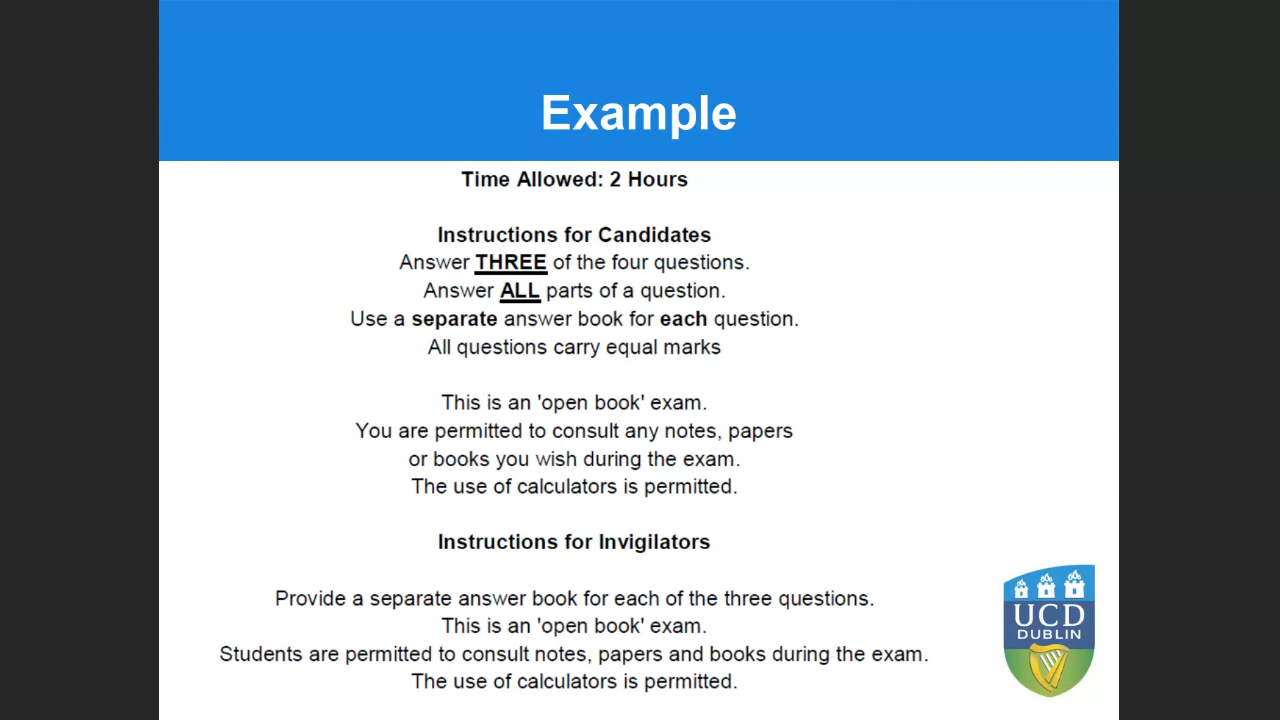 Example
Time Allowed: 2 Hours
Instructions for Candidates
Answer THREE of the four questions.
Answer ALL parts of a question.
Use a separate answer book for each question.
All questions carry equal marks
This is an 'open book' exam.
You are permitted to consult any notes, papers
or books you wish during the exam.
The use of calculators is permitted.
Instructions for Invigilators
Provide a separate answer book for each of the three questions.
This is an 'open book' exam.
Students are permitted to consult notes, papers and books during the exam.
The use of calculators is permitted.
UCD
DUBLIN